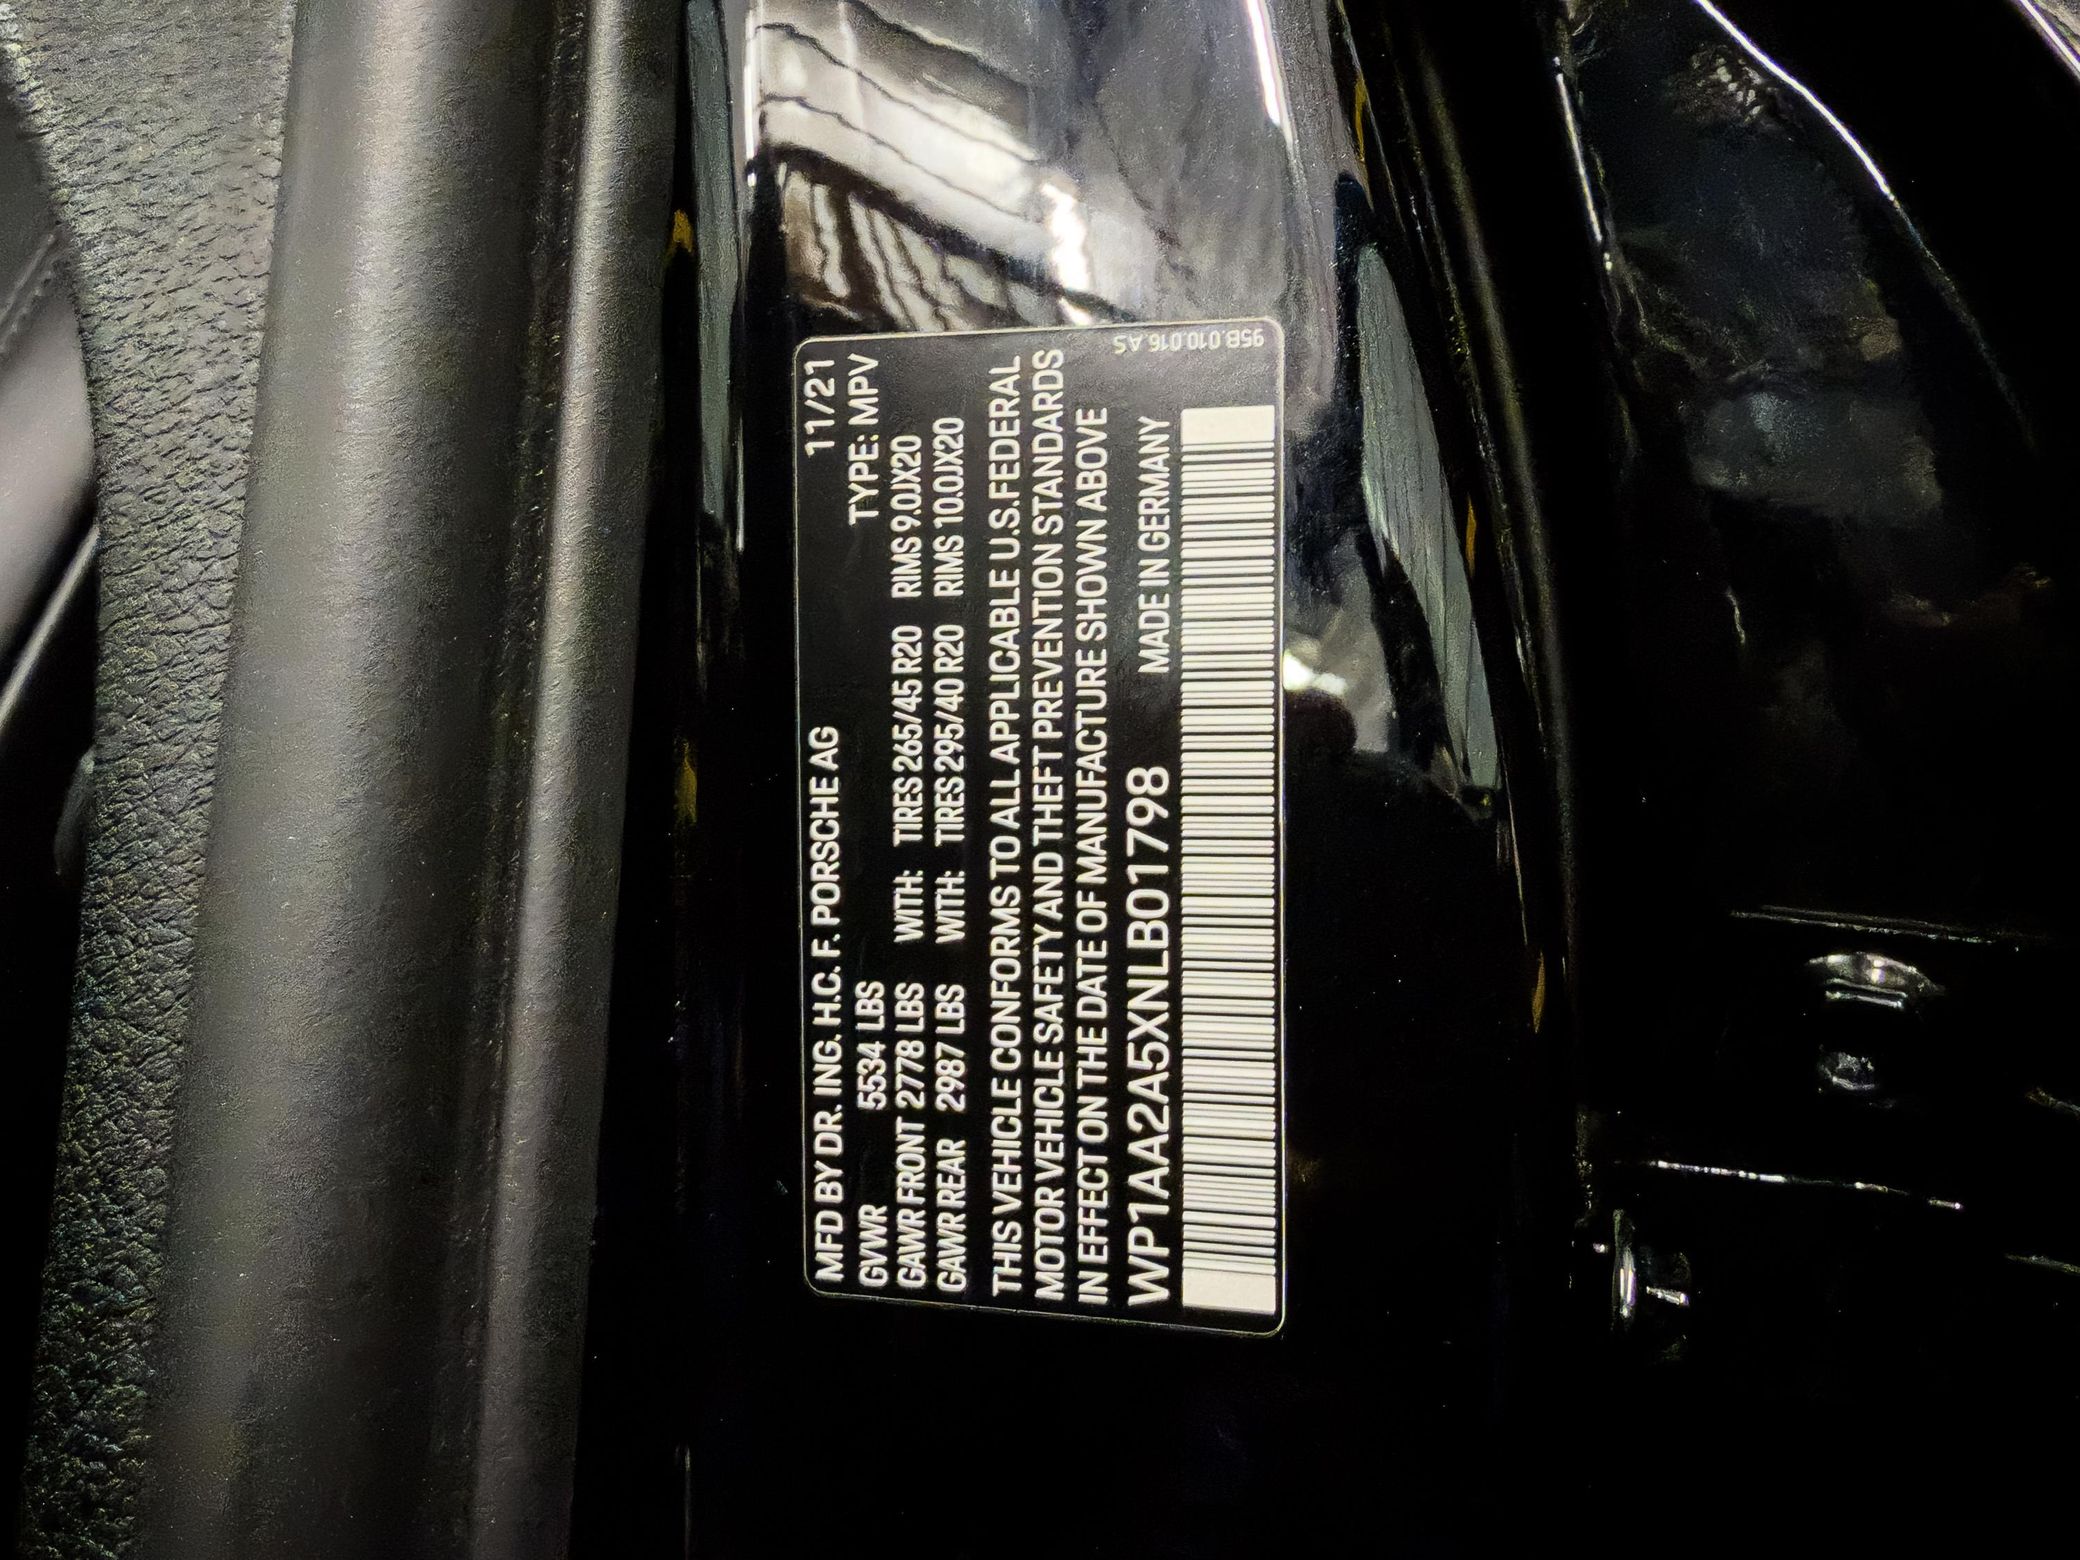 MFD BY DR. ING. H.C. F. PORSCHE AG 11/21
GVWR 5534 LBS TYPE: MPV
GAWR FRONT 2778 LBS WITH: TIRES 265/45 R20 RIMS 9.0JX20
GAWR REAR 2987 LBS WITH: TIRES 295/40 R20 RIMS 10.0JX20
THIS VEHICLE CONFORMS TO ALL APPLICABLE U.S. FEDERAL
MOTOR VEHICLE SAFETY AND THEFT PREVENTION STANDARDS
IN EFFECT ON THE DATE OF MANUFACTURE SHOWN ABOVE
WP1AA2A5XNLB01798 MADE IN GERMANY
95B.010.016.AS